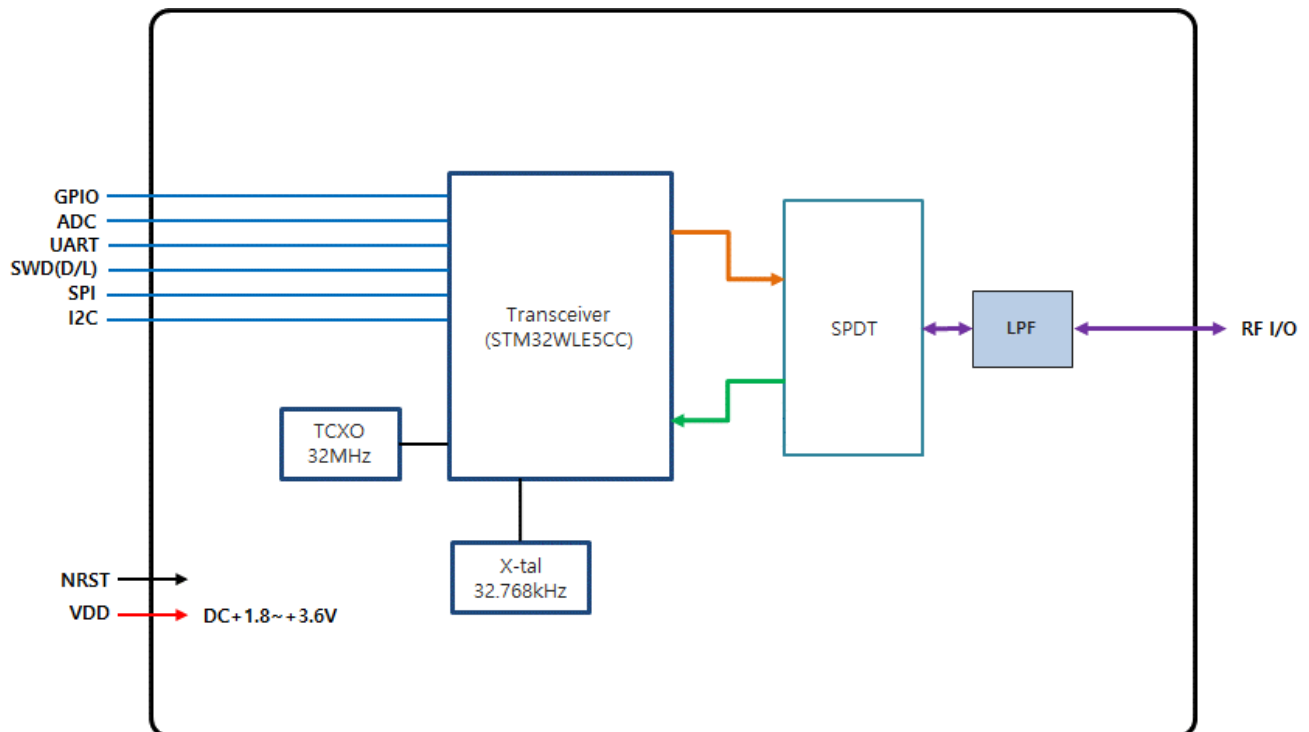 GPIO
ADC
UART
SWD(D/L)
SPI
I2C
Transceiver
(STM32WLE5CC)
SPDT
LPF
RF I/O
TCXO
32MHz
X-tal
32.768kHz
NRST
VDD
DC+1.8~+3.6V